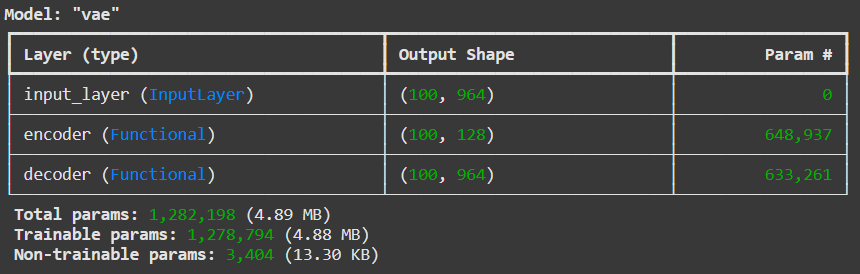 Model: "vae"
Layer (type) Output Shape Param #
input_layer (InputLayer) (100, 964) 0
encoder (Functional) (100, 128) 648,937
decoder (Functional) (100, 964) 633,261
Total params: 1,282,198 (4.89 MB)
Trainable params: 1,278,794 (4.88 MB)
Non-trainable params: 3,404 (13.30 KB)